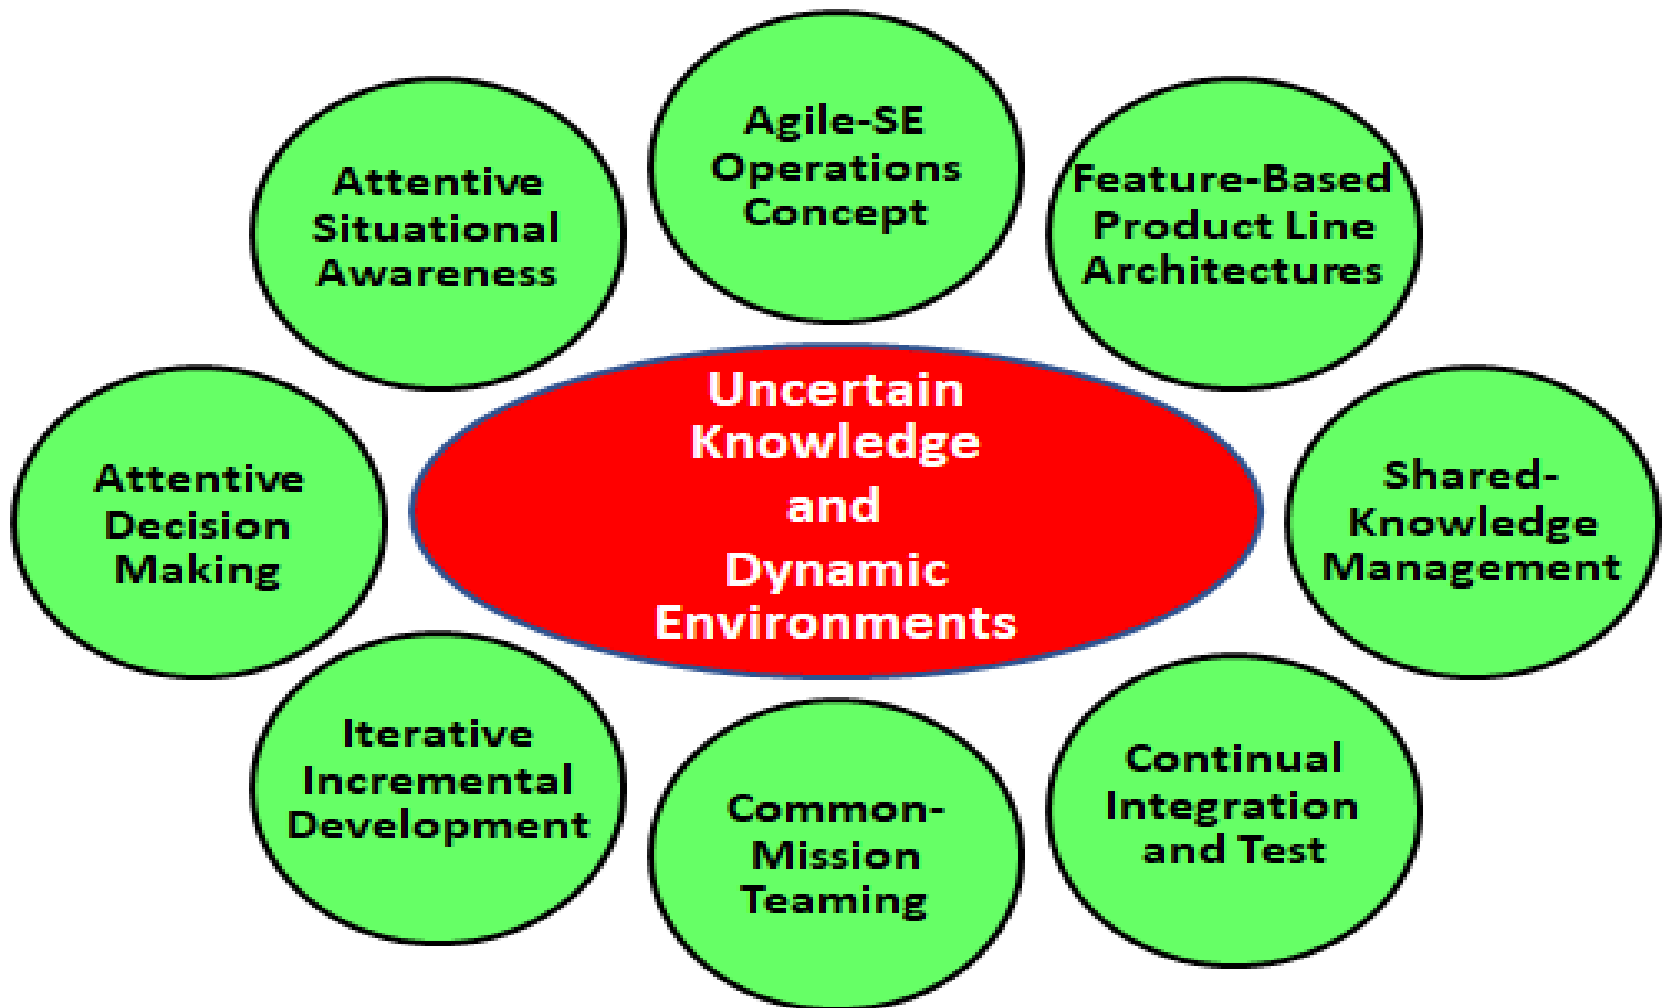 Agile-SE
Operations
Concept
Attentive
Situational
Awareness
Feature-Based
Product Line
Architectures
Uncertain
Knowledge
and
Dynamic
Environments
Attentive
Decision
Making
Shared-
Knowledge
Management
Iterative
Incremental
Development
Common-
Mission
Teaming
Continual
Integration
and Test